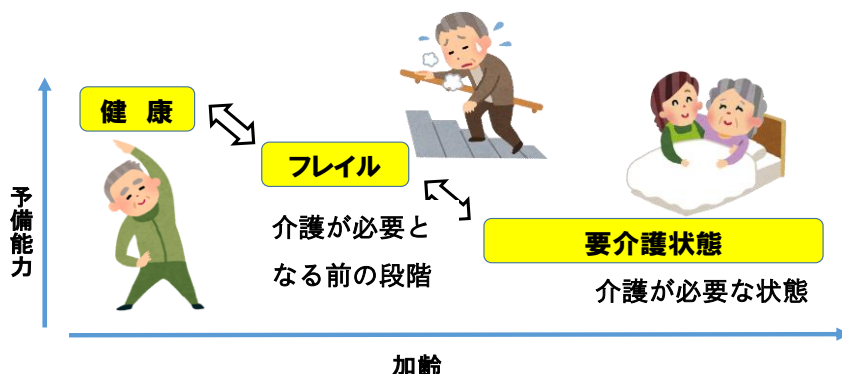 健 康
フレイル
介護が必要と
なる前の段階
要介護状態
介護が必要な状態
予備能力
加齢